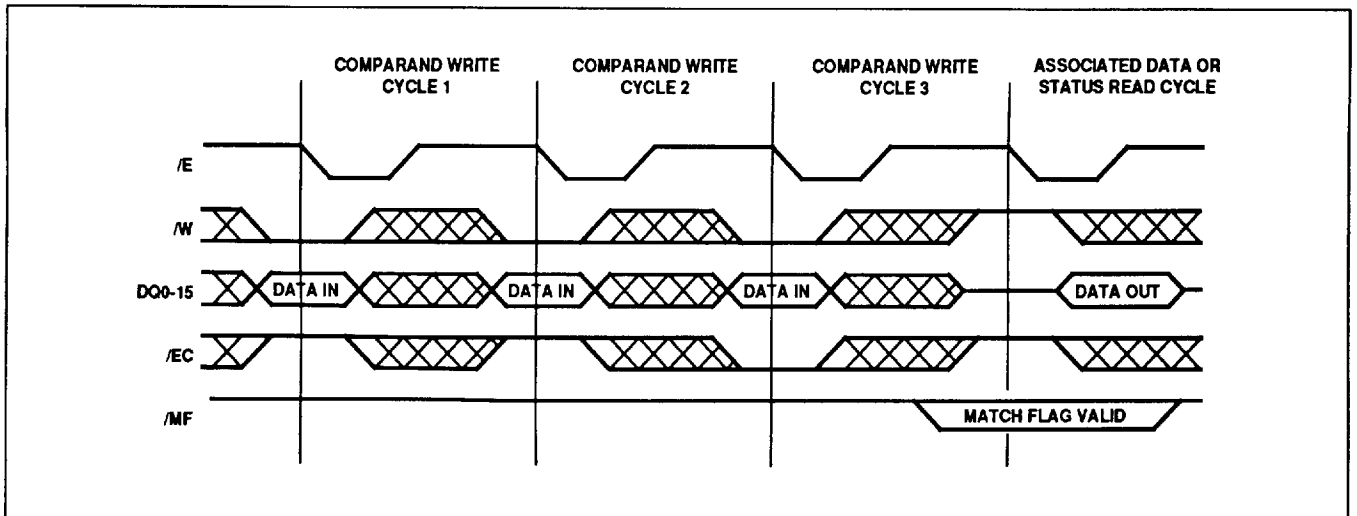 COMPARAND WRITE
CYCLE 1
COMPARAND WRITE
CYCLE 2
COMPARAND WRITE
CYCLE 3
ASSOCIATED DATA OR
STATUS READ CYCLE
/E
/W
DQ0-15
DATA IN
DATA IN
DATA IN
DATA OUT
/EC
/MF
MATCH FLAG VALID